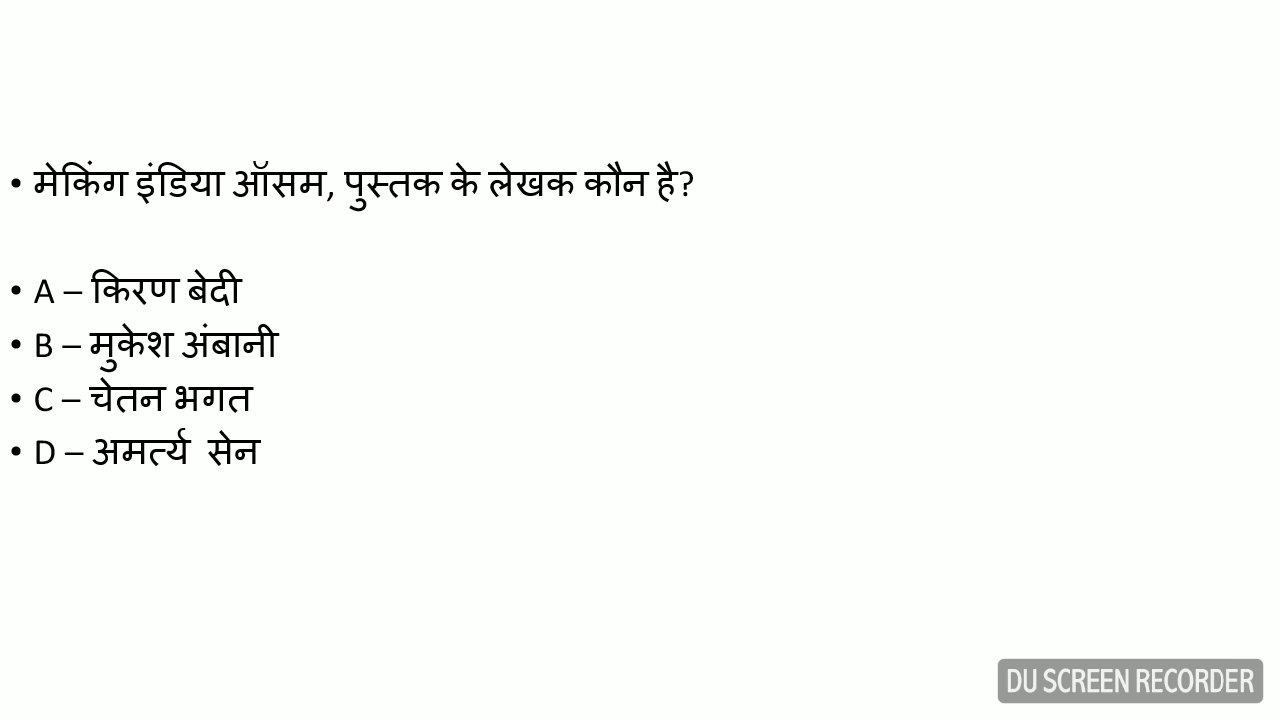 • मेकिंग इंडिया ऑसम, पुस्तक के लेखक कौन है?
• A – किरण बेदी
• B – मुकेश अंबानी
• C – चेतन भगत
• D – अमर्त्य सेन
DU SCREEN RECORDER